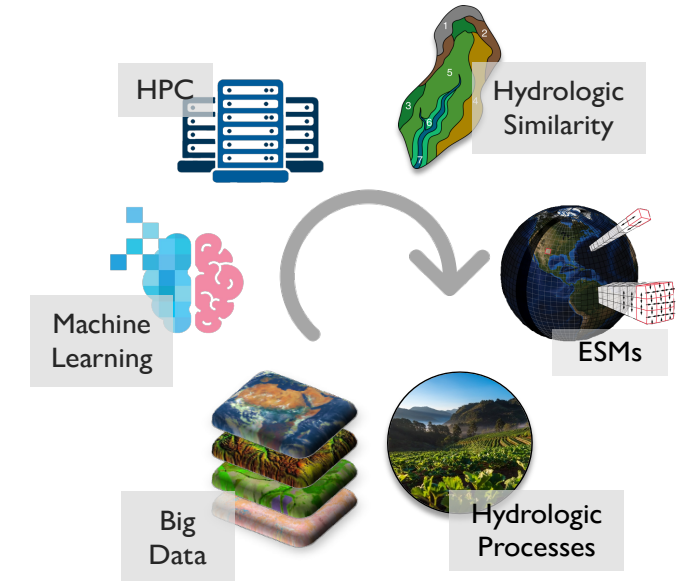 HPC
1
2
3
4
5
6
7
Hydrologic
Similarity
Machine
Learning
ESMs
Big
Data
Hydrologic
Processes